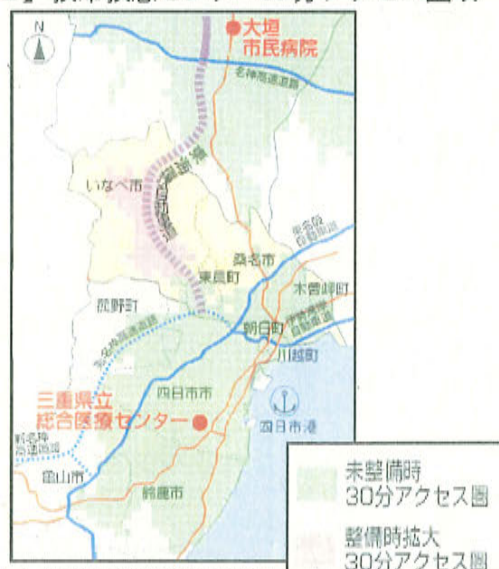 N
大垣
市民病院
名神高速道路
いなべ市
東名阪
自動車道
桑名市
東員町
木曽岬町
菰野町
朝日町
伊勢湾岸
自動車道
川越町
四日市市
三重県立
総合医療センター
四日市港
新名神
高速道路
亀山市
鈴鹿市
未整備時
30分アクセス圏
整備時拡大
30分アクセス圏